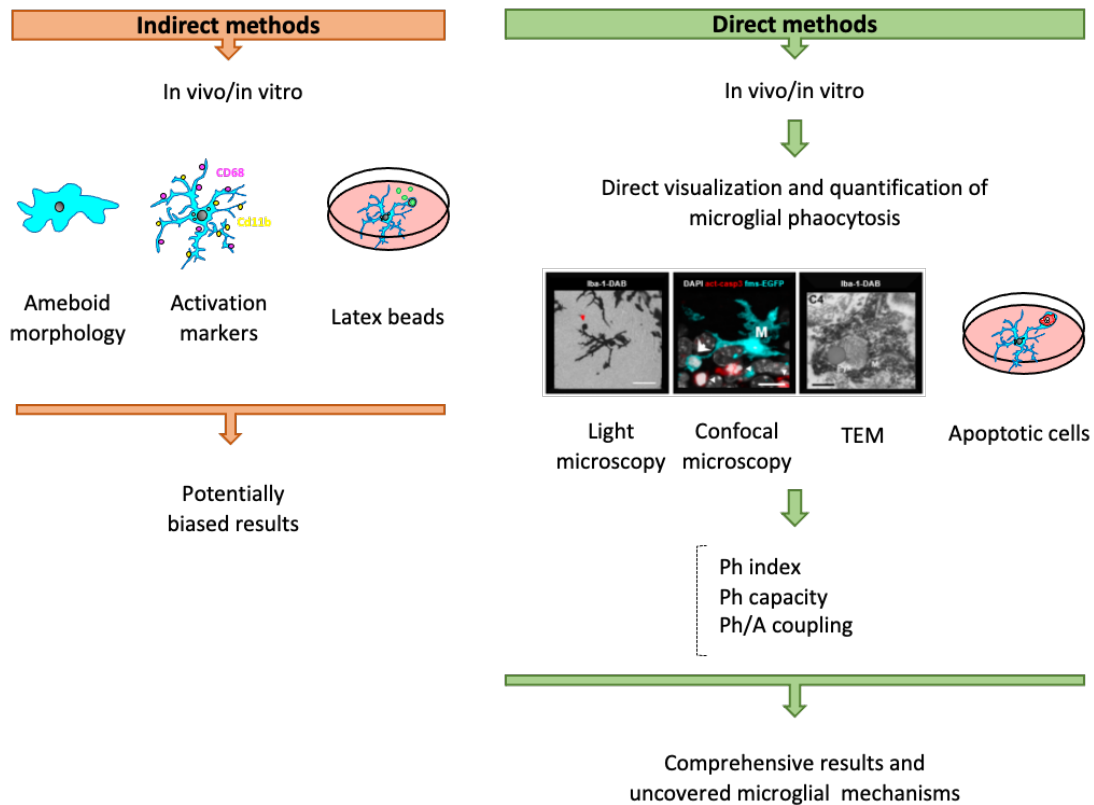 Indirect methods
In vivo/in vitro
CD68
Cd11b
Ameboid
morphology
Activation
markers
Latex beads
Potentially
biased results
Direct methods
In vivo/in vitro
Direct visualization and quantification of
microglial phaocytosis
Iba-1-DAB
DAPI act-casp3 fms-EGFP
M
Iba-1-DAB
C4
Light
microscopy
Confocal
microscopy
TEM
Apoptotic cells
Ph index
Ph capacity
Ph/A coupling
Comprehensive results and
uncovered microglial mechanisms